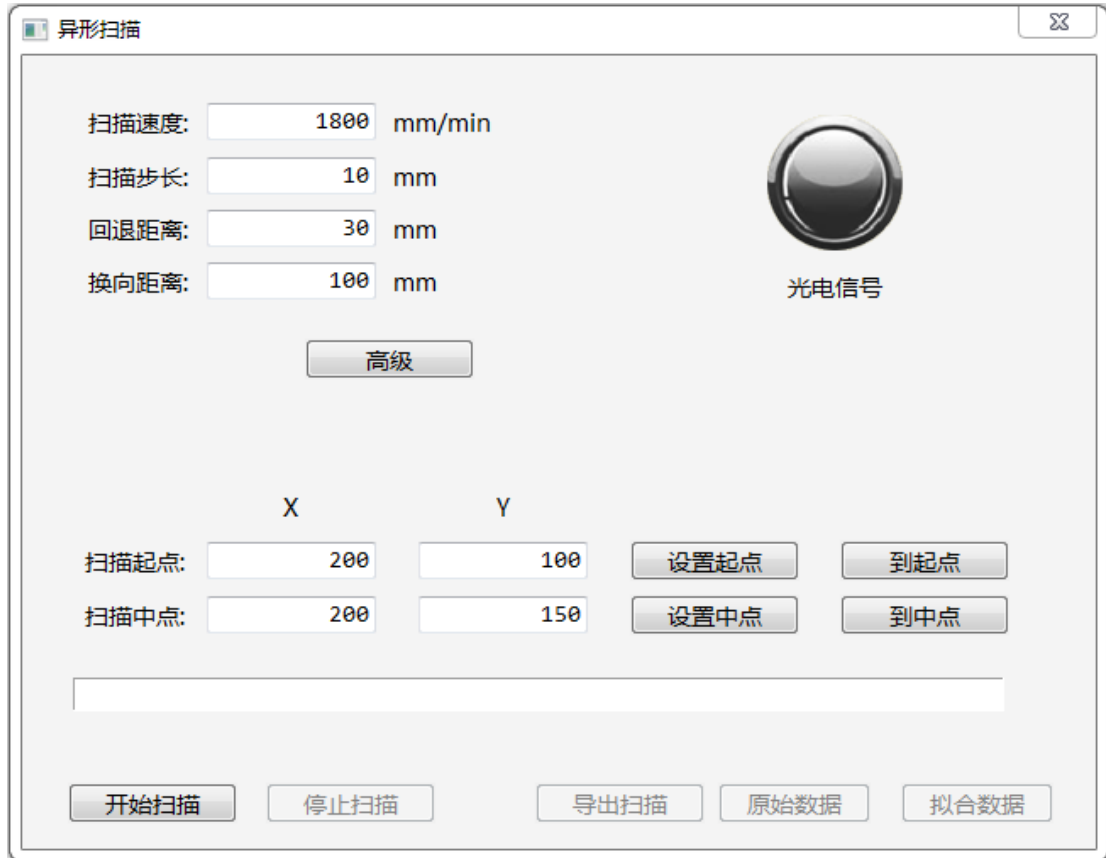 异形扫描
扫描速度: 1800 mm/min
扫描步长: 10 mm
回退距离: 30 mm
换向距离: 100 mm
光电信号
高级
X Y
扫描起点: 200 100 设置起点 到起点
扫描中点: 200 150 设置中点 到中点
开始扫描 停止扫描 导出扫描 原始数据 拟合数据